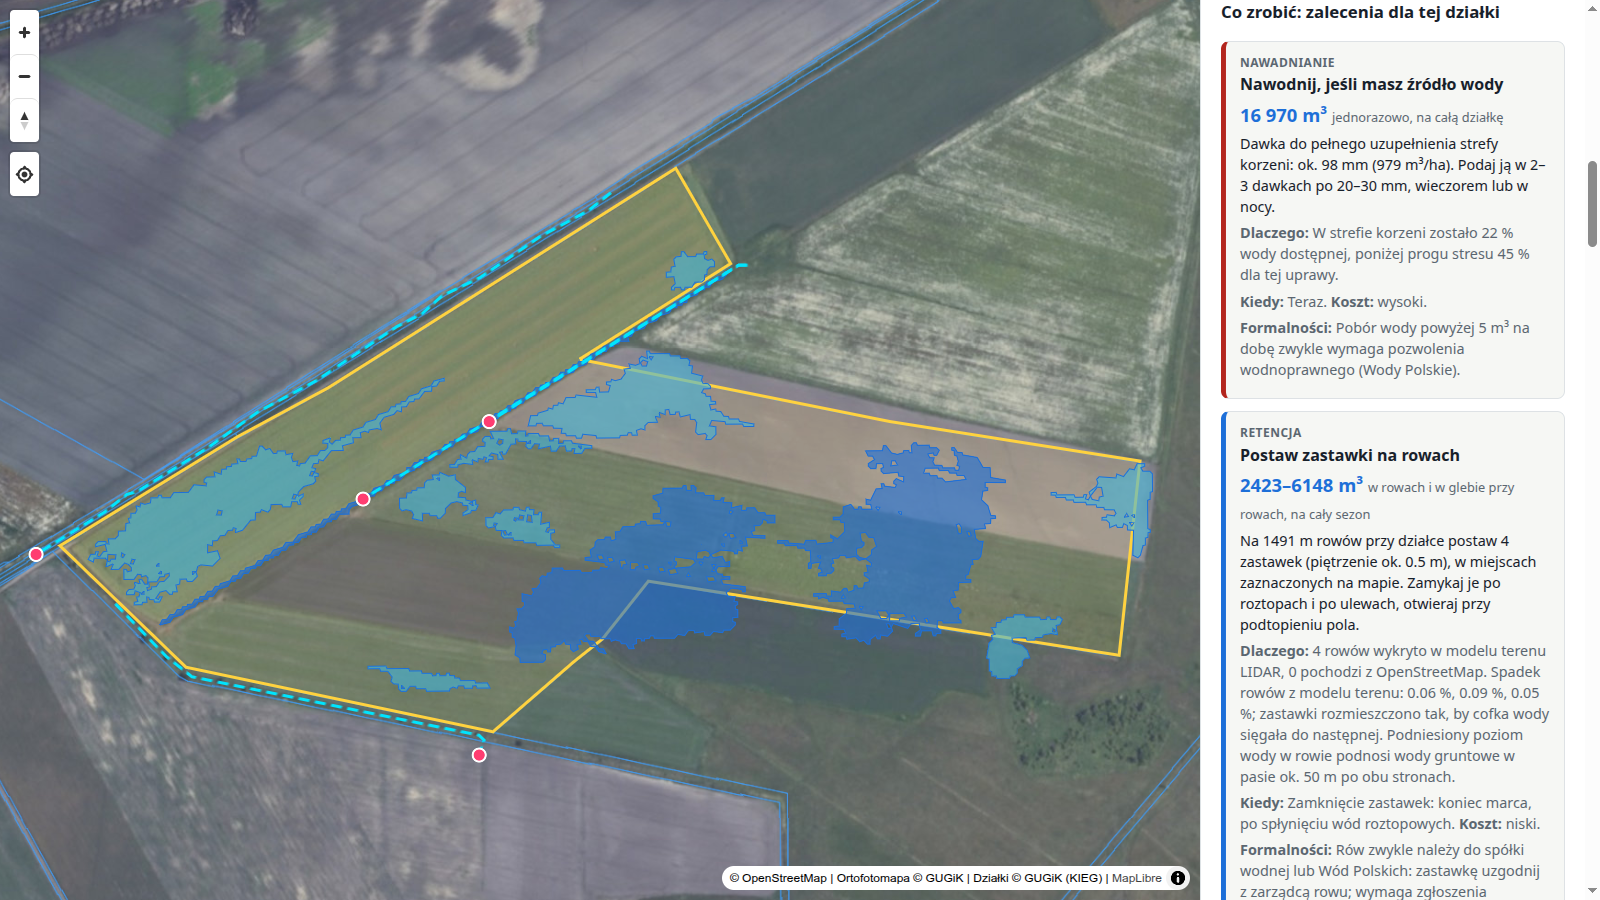 Co zrobić: zalecenia dla tej działki
NAWADNIANIE
Nawodnij, jeśli masz źródło wody
16 970 m³ jednorazowo, na całą działkę
Dawka do pełnego uzupełnienia strefy
korzeni: ok. 98 mm (979 m³/ha). Podaj ją w 2–
3 dawkach po 20–30 mm, wieczorem lub w
nocy.
Dlaczego: W strefie korzeni zostało 22 %
wody dostępnej, poniżej progu stresu 45 %
dla tej uprawy.
Kiedy: Teraz. Koszt: wysoki.
Formalności: Pobór wody powyżej 5 m³ na
dobę zwykle wymaga pozwolenia
wodnoprawnego (Wody Polskie).
RETENCJA
Postaw zastawki na rowach
2423–6148 m³ w rowach i w glebie przy
rowach, na cały sezon
Na 1491 m rowów przy działce postaw 4
zastawek (piętrzenie ok. 0.5 m), w miejscach
zaznaczonych na mapie. Zamykaj je po
roztopach i po ulewach, otwieraj przy
podtopieniu pola.
Dlaczego: 4 rowów wykryto w modelu terenu
LIDAR, 0 pochodzi z OpenStreetMap. Spadek
rowów z modelu terenu: 0.06 %, 0.09 %, 0.05
%; zastawki rozmieszczono tak, by cofka wody
sięgała do następnej. Podniesiony poziom
wody w rowie podnosi wody gruntowe w
pasie ok. 50 m po obu stronach.
Kiedy: Zamknięcie zastawek: koniec marca,
po spłynięciu wód roztopowych. Koszt: niski.
Formalności: Rów zwykle należy do spółki
wodnej lub Wód Polskich: zastawkę uzgodnij
z zarządcą rowu; wymaga zgłoszenia
© OpenStreetMap | Ortofotomapa © GUGiK | Działki © GUGiK (KIEG) | MapLibre